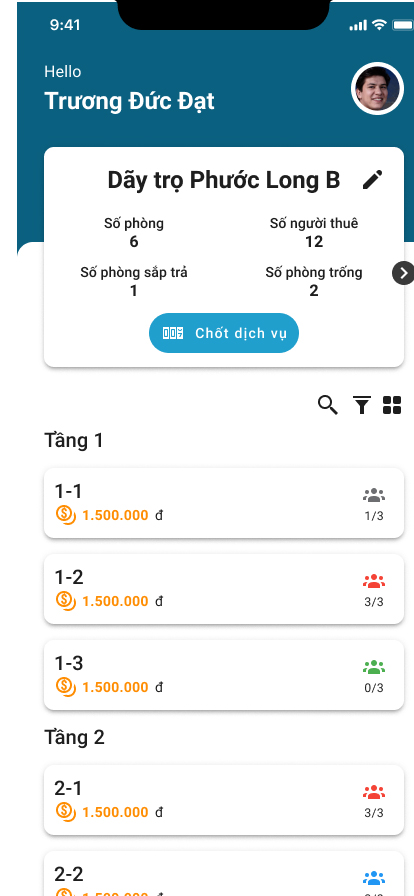 9:41
Hello
Trương Đức Đạt
Dãy trọ Phước Long B
Số phòng
6
Số người thuê
12
Số phòng sắp trả
1
Số phòng trống
2
Chốt dịch vụ
Tầng 1
1-1
1.500.000 đ
1/3
1-2
1.500.000 đ
3/3
1-3
1.500.000 đ
0/3
Tầng 2
2-1
1.500.000 đ
3/3
2-2